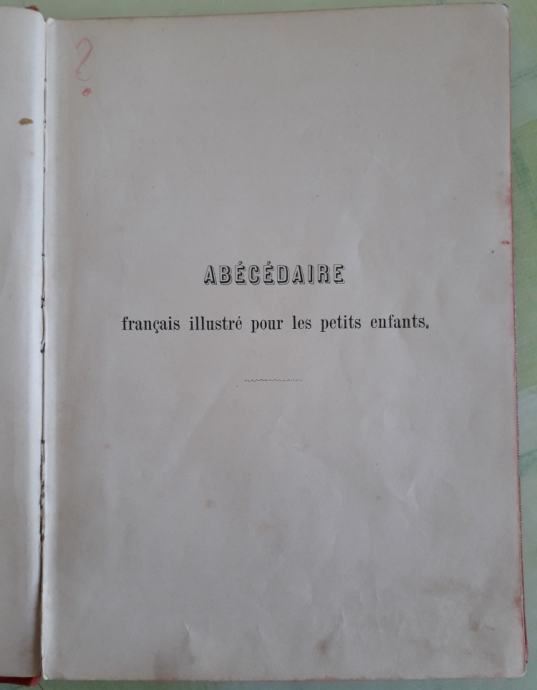 ?
ABÉCÉDAIRE
français illustré pour les petits enfants.